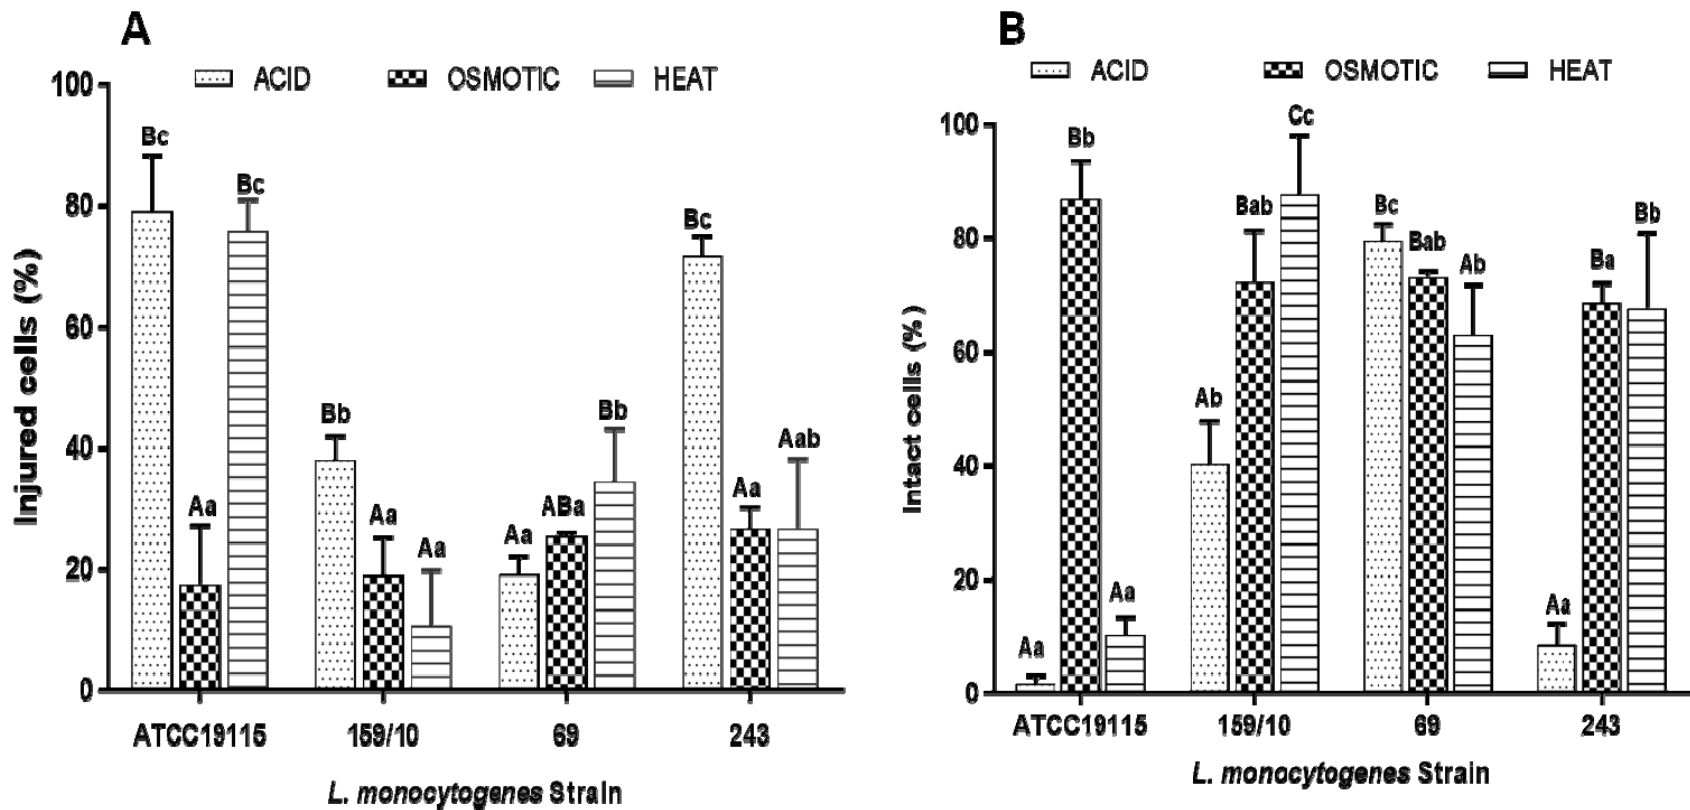 A
ACID OSMOTIC HEAT
Injured cells (%)
100
80
60
40
20
0
Bc
Aa
Bc
Bb
Aa
Aa
Aa
ABa
Bb
Bc
Aa
Aab
ATCC19115 159/10 69 243
L. monocytogenes Strain
B
ACID OSMOTIC HEAT
Intact cells (%)
100
80
60
40
20
0
Aa
Bb
Aa
Ab
Bab
Cc
Bc
Bab
Ab
Aa
Ba
Bb
ATCC19115 159/10 69 243
L. monocytogenes Strain